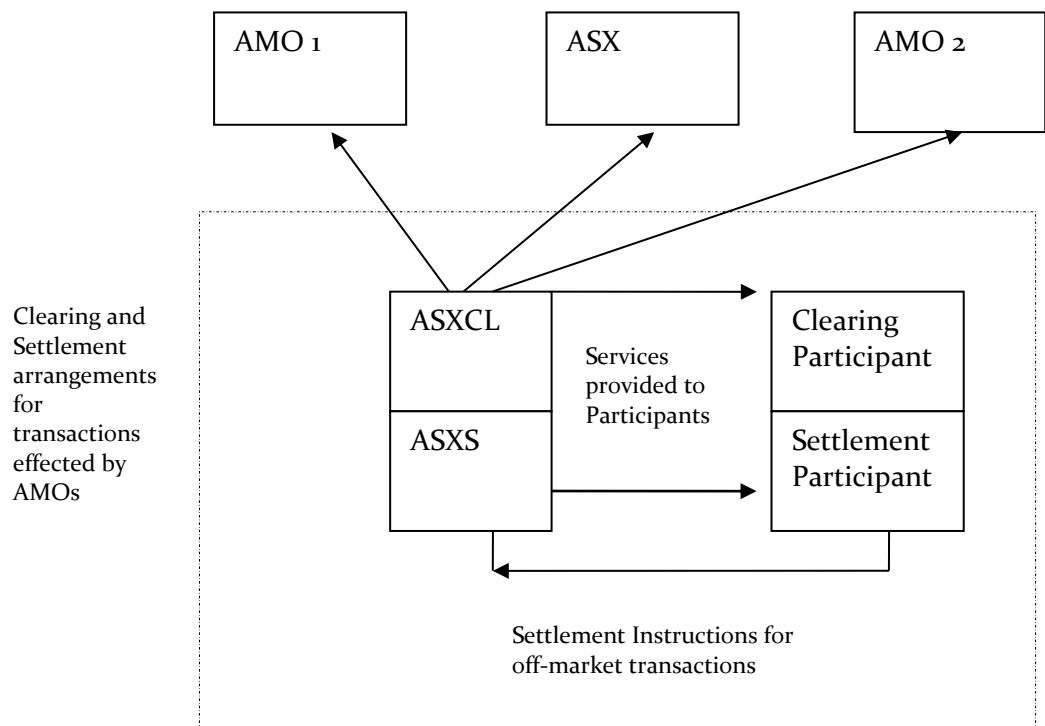 AMO 1
ASX
AMO 2
Clearing and
Settlement
arrangements
for
transactions
effected by
AMOs
ASXCL
Services
provided to
Participants
Clearing
Participant
ASXS
Settlement
Participant
Settlement Instructions for
off-market transactions